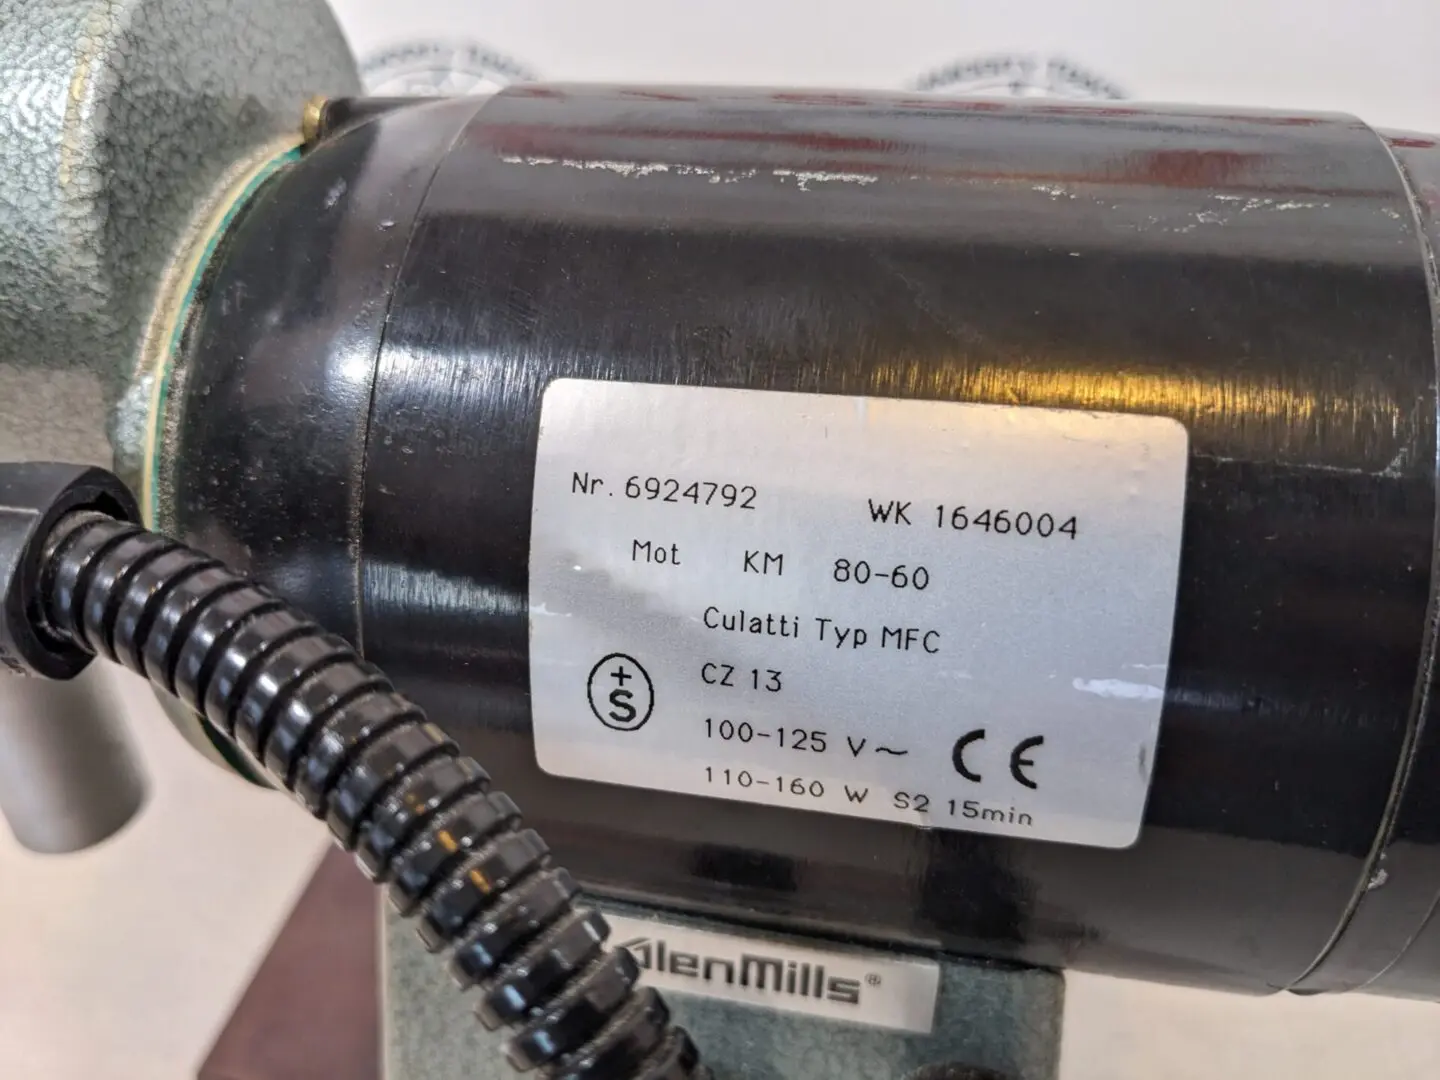 Nr. 6924792 WK 1646004
Mot KM 80-60
Culatti Typ MFC
CZ 13
+S
100-125 V~ CE
110-160 W S2 15min
GlenMills®